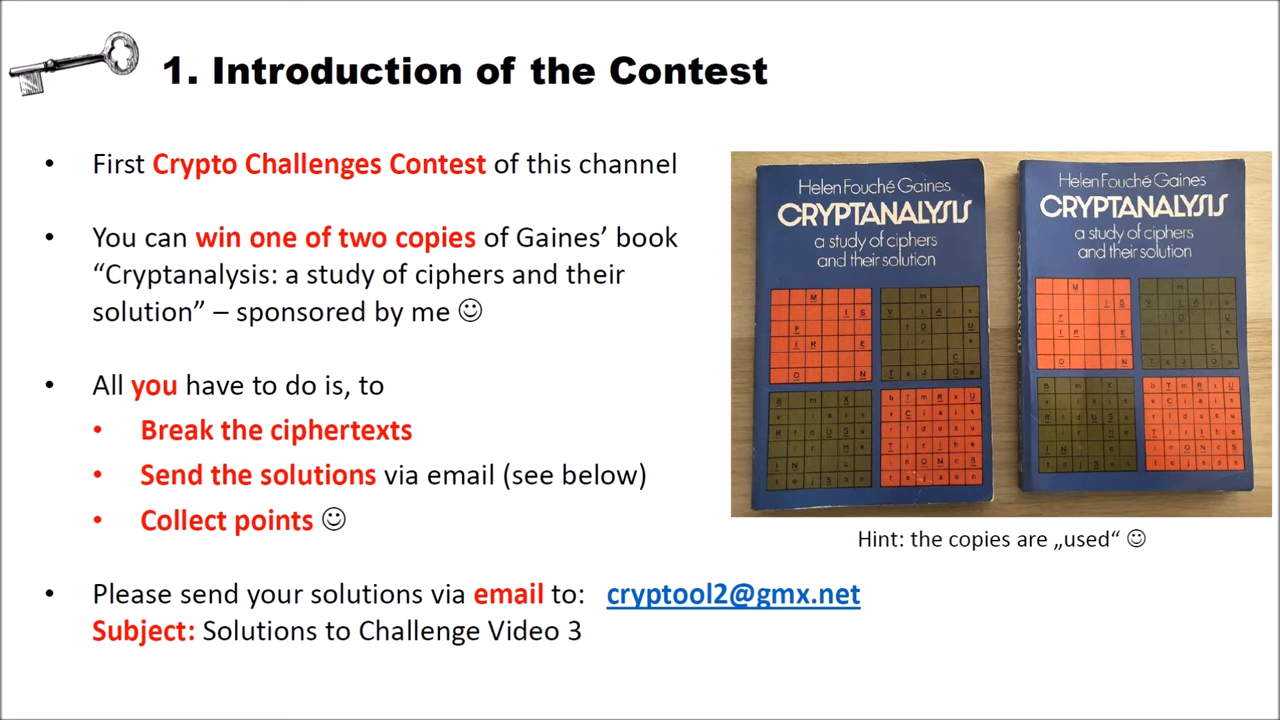 1. Introduction of the Contest
• First Crypto Challenges Contest of this channel
• You can win one of two copies of Gaines’ book
“Cryptanalysis: a study of ciphers and their
solution” – sponsored by me ☺
• All you have to do is, to
• Break the ciphertexts
• Send the solutions via email (see below)
• Collect points ☺
• Please send your solutions via email to: cryptool2@gmx.net
Subject: Solutions to Challenge Video 3
Helen Fouché Gaines
CRYPTANALYSIS
a study of ciphers
and their solution
Helen Fouché Gaines
CRYPTANALYSIS
a study of ciphers
and their solution
CRYPTANALYSIS
Hint: the copies are „used“ ☺